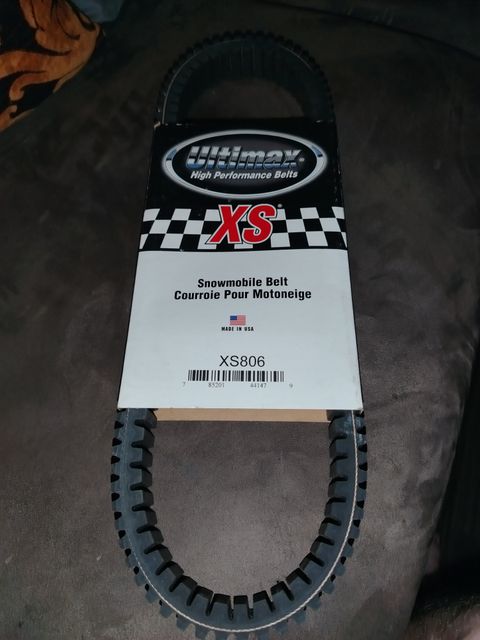 Ultimax®
High Performance Belts
XS®
Snowmobile Belt
Courroie Pour Motoneige
MADE IN USA
XS806
7 85201 44147 9